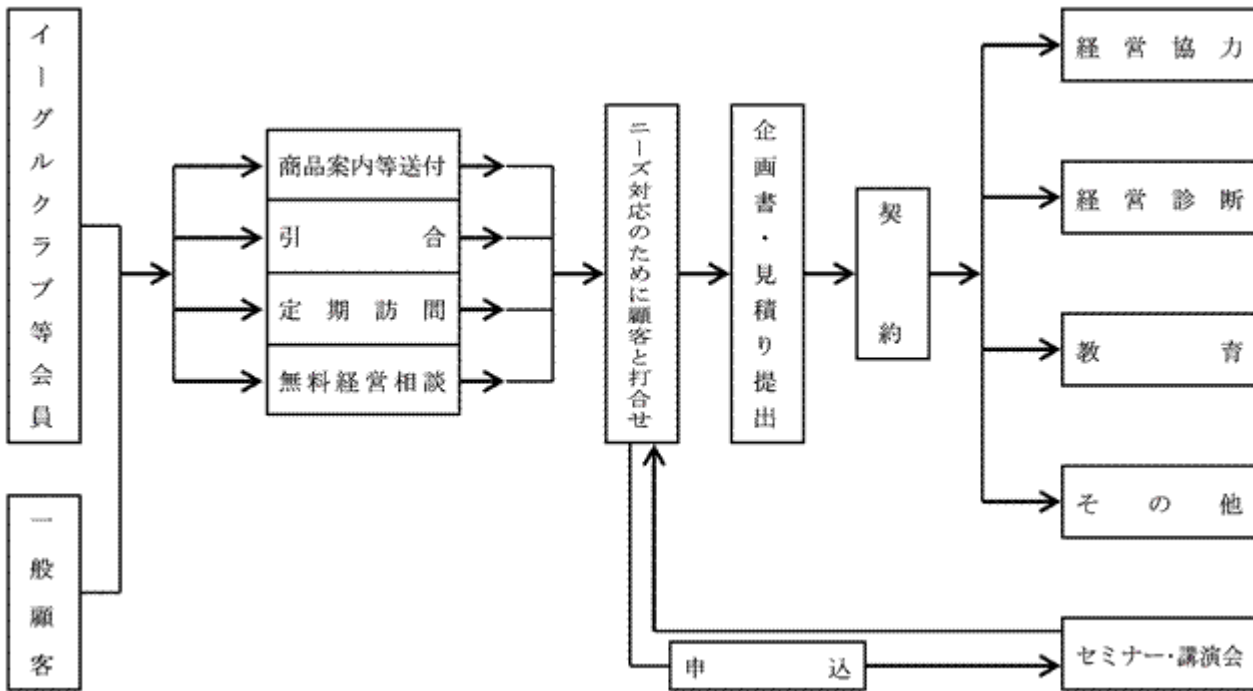 イーグルクラブ等会員
一般顧客
商品案内等送付
引合
定期訪問
無料経営相談
ニーズ対応のために顧客と打合せ
企画書・見積り提出
契約
経営協力
経営診断
教育
その他
セミナー・講演会
申込